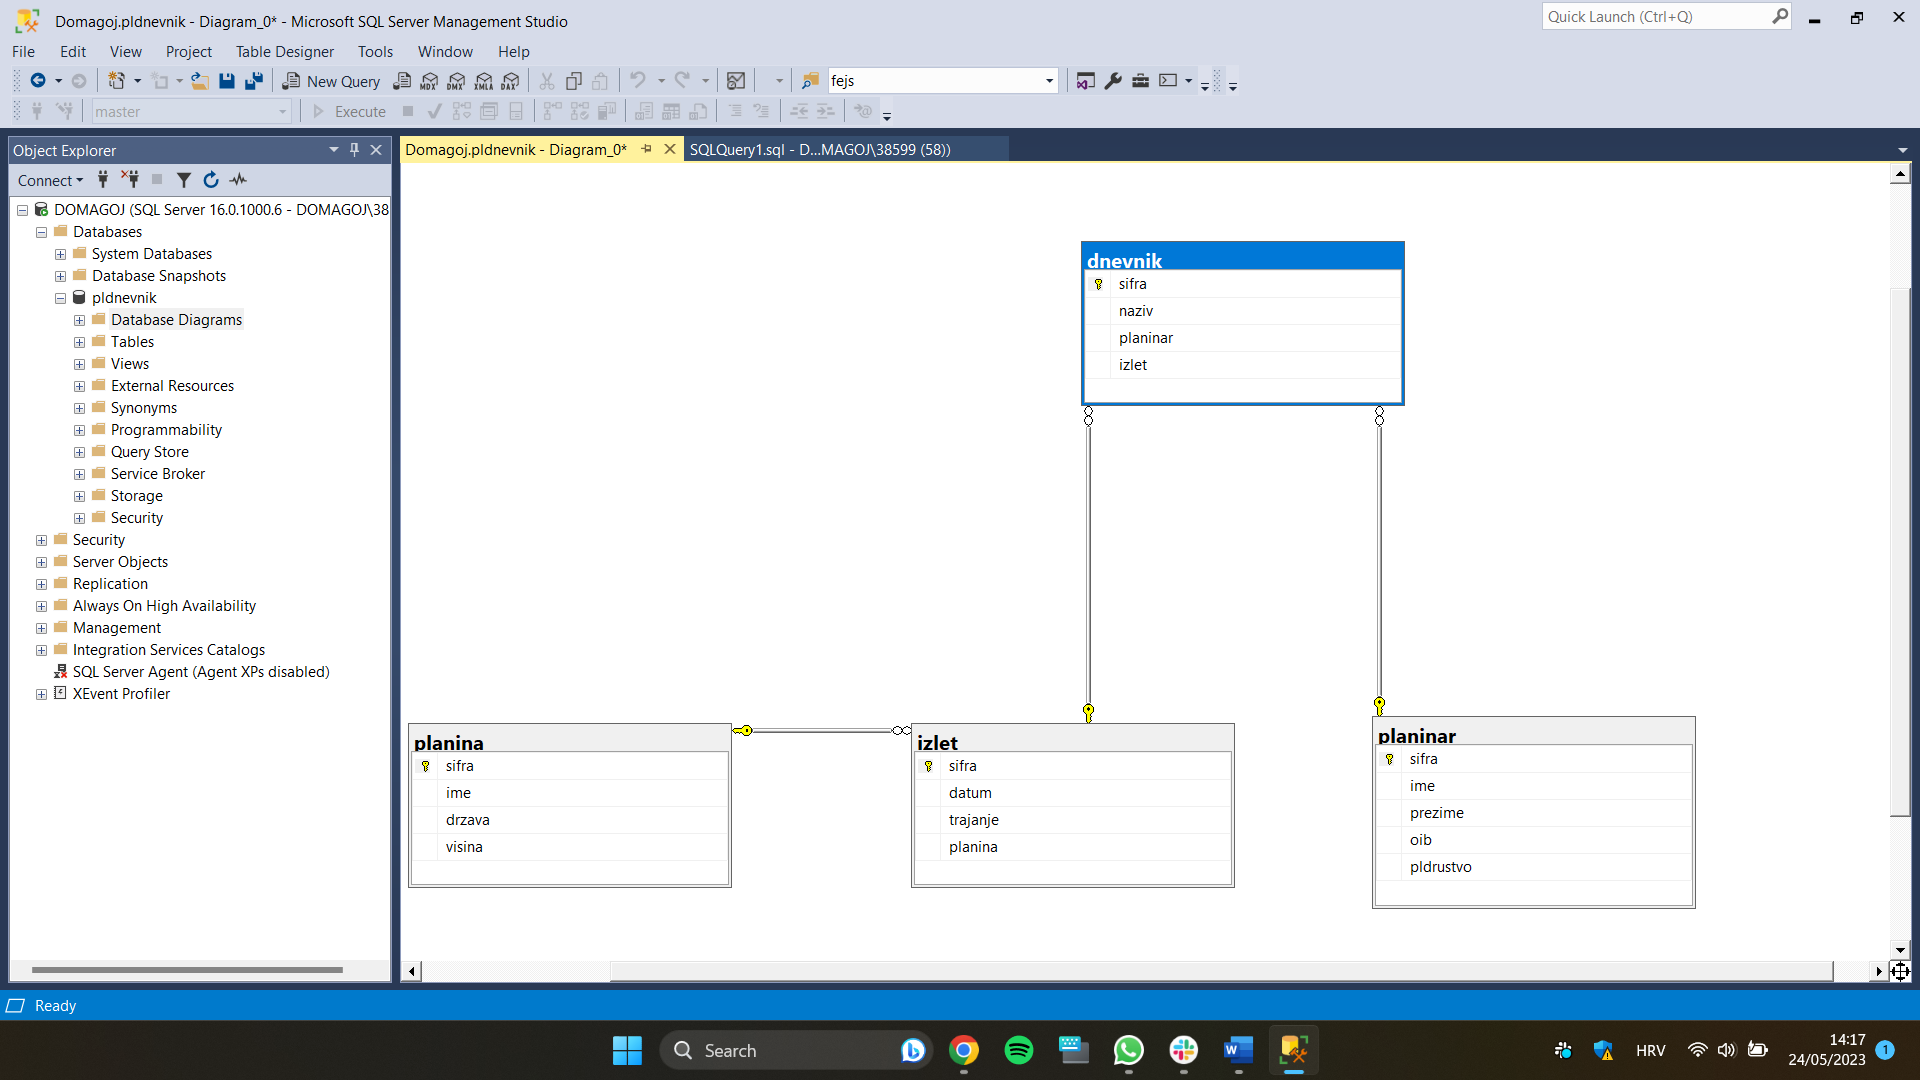 Domagoj.pldnevnik - Diagram_0* - Microsoft SQL Server Management Studio
Quick Launch (Ctrl+Q)
File Edit View Project Table Designer Tools Window Help
New Query MDX DMX XMLA DAX fejs
master Execute
Object Explorer
Domagoj.pldnevnik - Diagram_0* SQLQuery1.sql - D...MAGOJ\38599 (58))
Connect
DOMAGOJ (SQL Server 16.0.1000.6 - DOMAGOJ\38
Databases
System Databases
Database Snapshots
pldnevnik
Database Diagrams
Tables
Views
External Resources
Synonyms
Programmability
Query Store
Service Broker
Storage
Security
Security
Server Objects
Replication
Always On High Availability
Management
Integration Services Catalogs
SQL Server Agent (Agent XPs disabled)
XEvent Profiler
dnevnik
sifra
naziv
planinar
izlet
planina
sifra
ime
drzava
visina
izlet
sifra
datum
trajanje
planina
planinar
sifra
ime
prezime
oib
pldrustvo
Ready
Search
W
HRV
14:17
24/05/2023
1